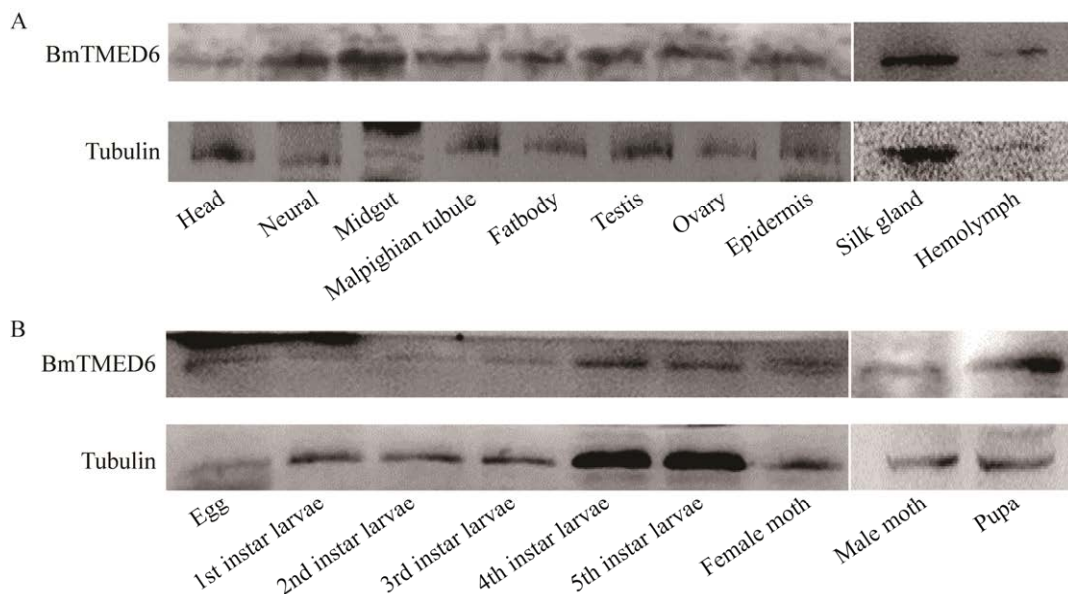 A
BmTMED6
Tubulin
Head
Neural
Midgut
Malpighian tubule
Fatbody
Testis
Ovary
Epidermis
Silk gland
Hemolymph
B
BmTMED6
Tubulin
Egg
1st instar larvae
2nd instar larvae
3rd instar larvae
4th instar larvae
5th instar larvae
Female moth
Male moth
Pupa